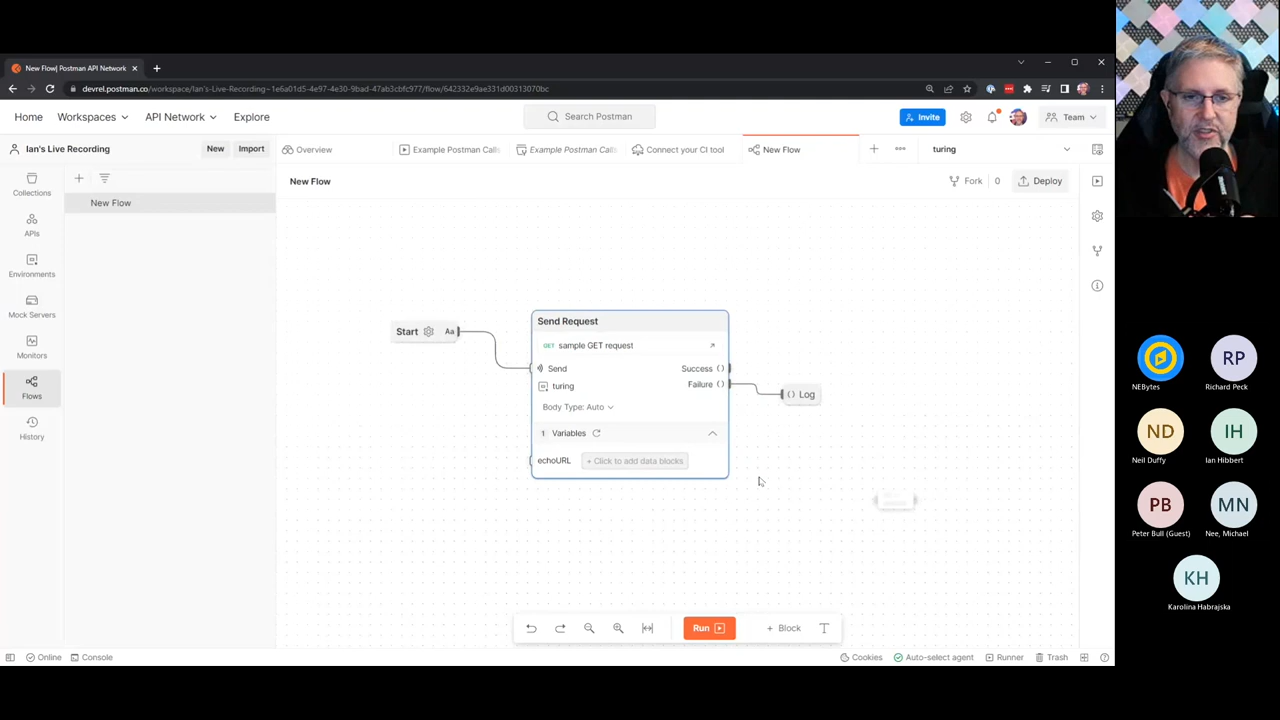 New Flow| Postman API Network
devrel.postman.co/workspace/Ian's-Live-Recording~1e6a01d5-4e97-4e30-9bad-47ab3cbfc977/flow/642332e9ae331d00313070bc
Home
Workspaces
API Network
Explore
Search Postman
Invite
Team
Ian's Live Recording
New
Import
Overview
Example Postman Calls
Example Postman Calls
Connect your CI tool
New Flow
turing
Collections
APIs
Environments
Mock Servers
Monitors
Flows
History
New Flow
New Flow
Fork
0
Deploy
Start
Aa
Send Request
GET sample GET request
Send
Success ()
turing
Failure ()
Body Type: Auto
1 Variables
echoURL
+ Click to add data blocks
() Log
Run
+ Block
T
Online
Console
Cookies
Auto-select agent
Runner
Trash
NEBytes
RP
Richard Peck
ND
Neil Duffy
IH
Ian Hibbert
PB
Peter Bull (Guest)
MN
Nee, Michael
KH
Karolina Habrajska